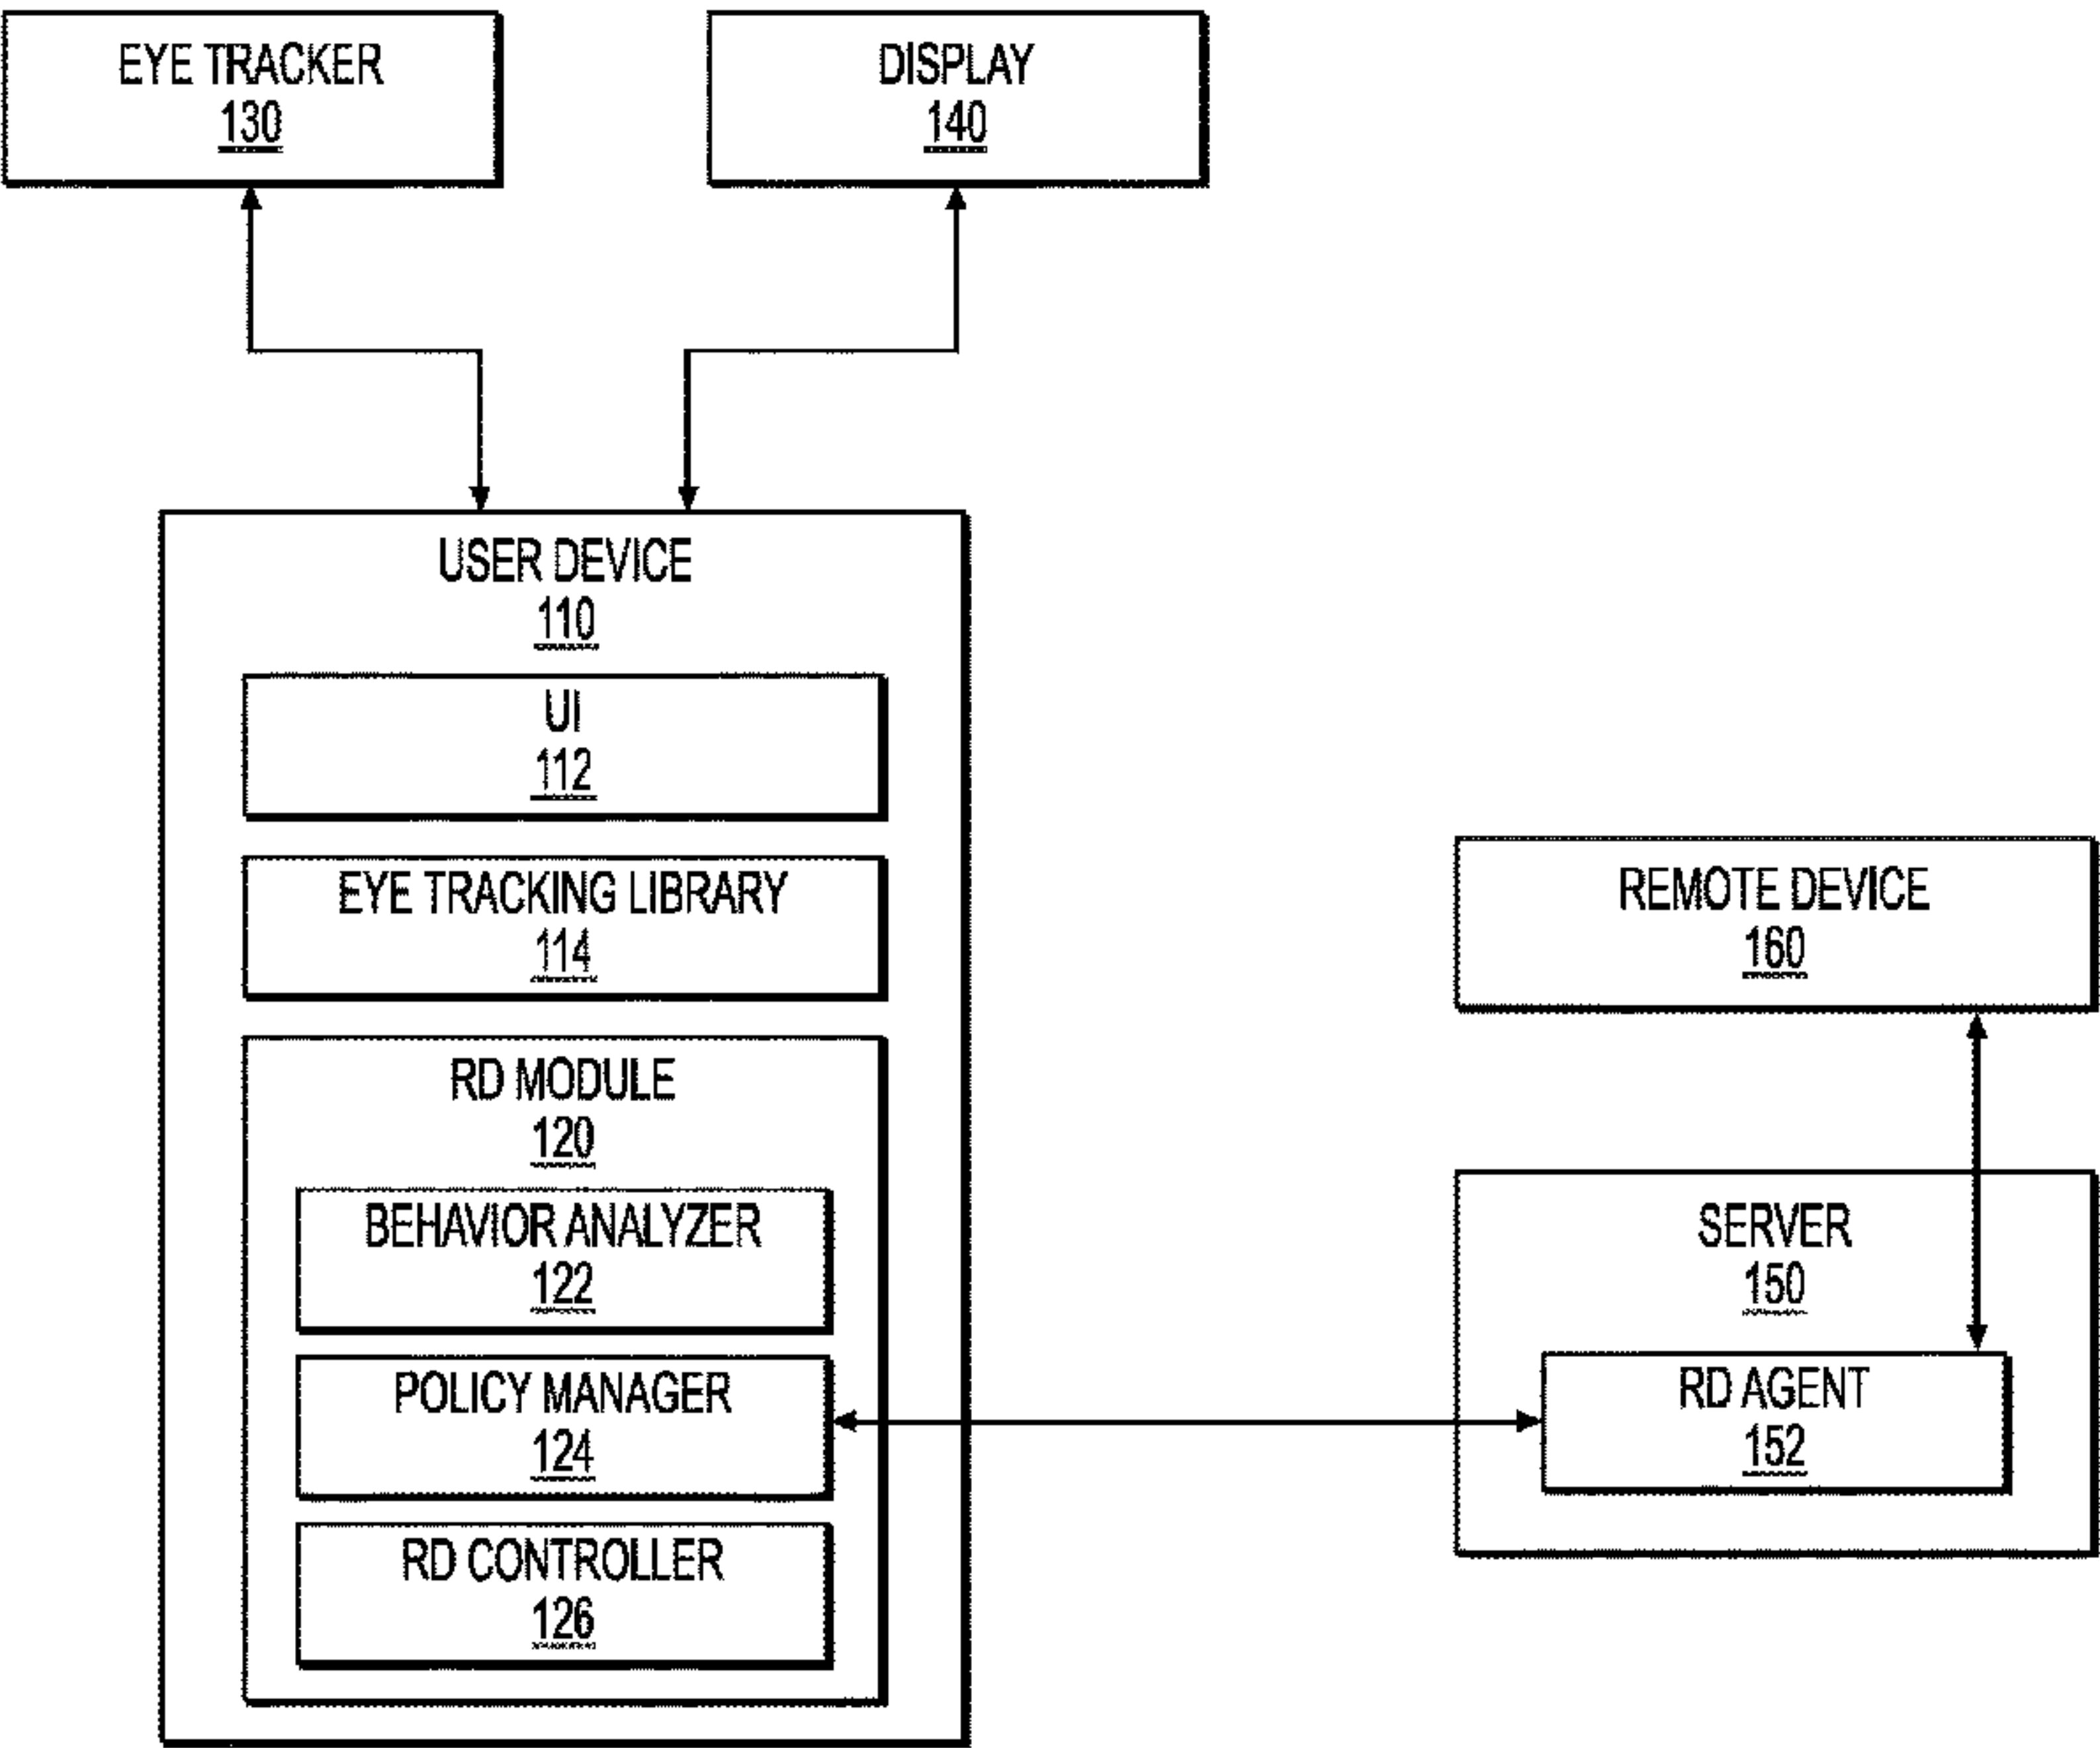 EYE TRACKER
130
DISPLAY
140
USER DEVICE
110
UI
112
EYE TRACKING LIBRARY
114
RD MODULE
120
BEHAVIOR ANALYZER
122
POLICY MANAGER
124
RD CONTROLLER
126
REMOTE DEVICE
160
SERVER
150
RD AGENT
152